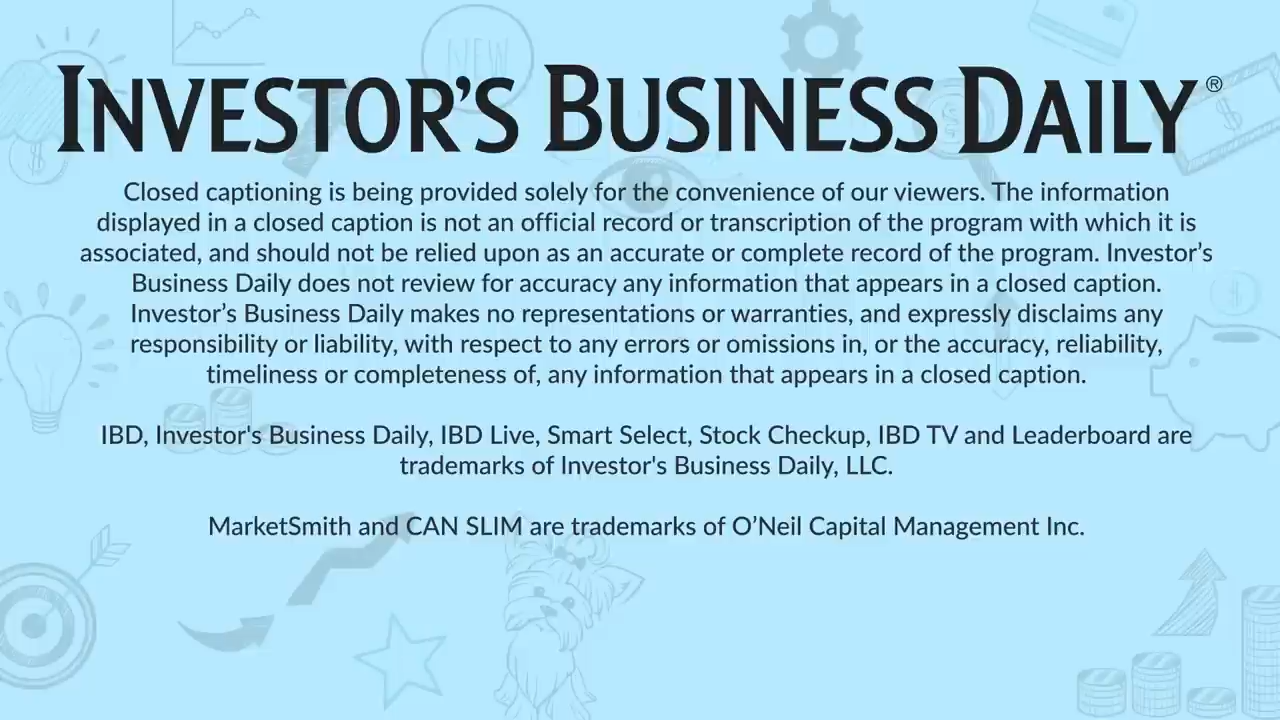 NEW
INVESTOR'S BUSINESS DAILY®
Closed captioning is being provided solely for the convenience of our viewers. The information
displayed in a closed caption is not an official record or transcription of the program with which it is
associated, and should not be relied upon as an accurate or complete record of the program. Investor’s
Business Daily does not review for accuracy any information that appears in a closed caption.
Investor’s Business Daily makes no representations or warranties, and expressly disclaims any
responsibility or liability, with respect to any errors or omissions in, or the accuracy, reliability,
timeliness or completeness of, any information that appears in a closed caption.
IBD, Investor's Business Daily, IBD Live, Smart Select, Stock Checkup, IBD TV and Leaderboard are
trademarks of Investor's Business Daily, LLC.
MarketSmith and CAN SLIM are trademarks of O’Neil Capital Management Inc.